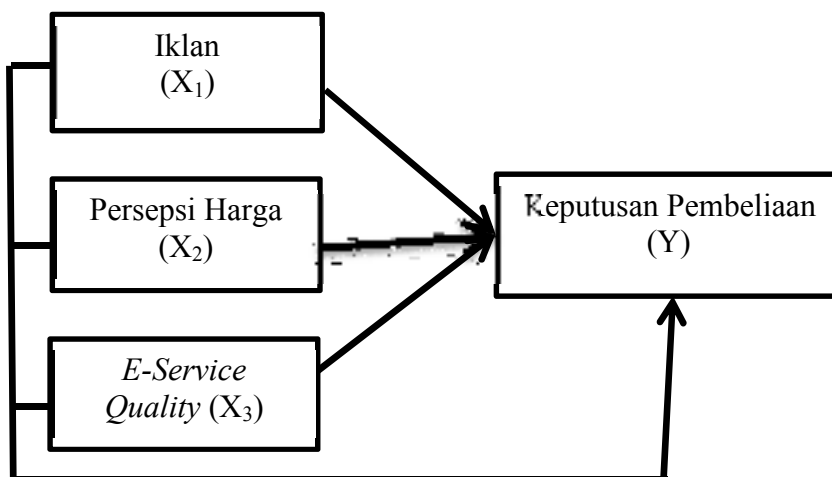 Iklan
(X₁)
Persepsi Harga
(X₂)
E-Service
Quality (X₃)
Keputusan Pembeliaan
(Y)